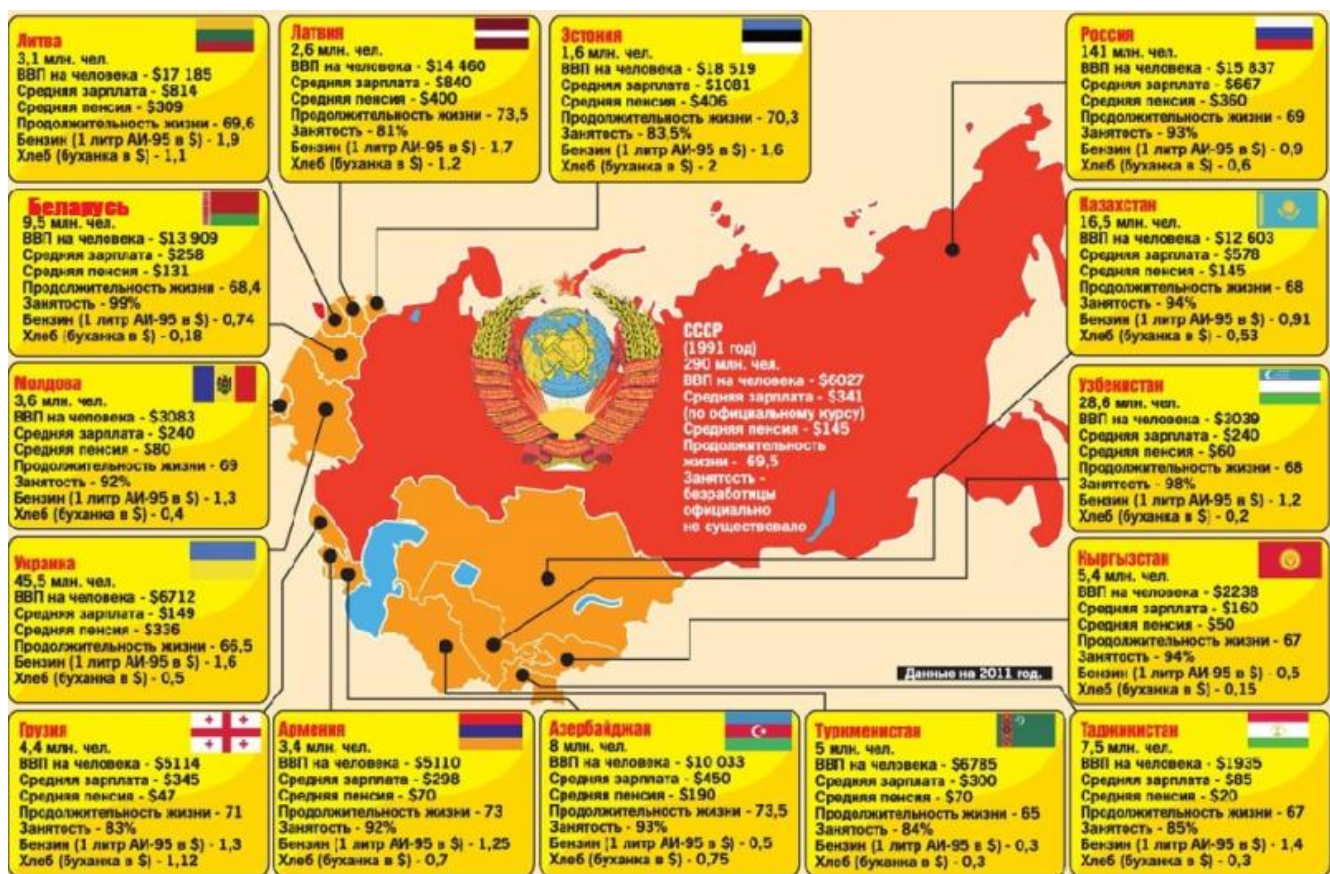 Литва
3,1 млн. чел.
ВВП на человека - $17 185
Средняя зарплата - $814
Средняя пенсия - $309
Продолжительность жизни - 69,6
Бензин (1 литр АИ-95 в $) - 1,9
Хлеб (буханка в $) - 1,1
Латвия
2,6 млн. чел.
ВВП на человека - $14 460
Средняя зарплата - $840
Средняя пенсия - $400
Продолжительность жизни - 73,5
Занятость - 81%
Бензин (1 литр АИ-95 в $) - 1,7
Хлеб (буханка в $) - 1,2
Эстония
1,6 млн. чел.
ВВП на человека - $18 519
Средняя зарплата - $1081
Средняя пенсия - $406
Продолжительность жизни - 70,3
Занятость - 83,5%
Бензин (1 литр АИ-95 в $) - 1,6
Хлеб (буханка в $) - 2
Россия
141 млн. чел.
ВВП на человека - $15 837
Средняя зарплата - $667
Средняя пенсия - $360
Продолжительность жизни - 69
Занятость - 93%
Бензин (1 литр АИ-95 в $) - 0,9
Хлеб (буханка в $) - 0,6
Беларусь
9,5 млн. чел.
ВВП на человека - $13 909
Средняя зарплата - $258
Средняя пенсия - $131
Продолжительность жизни - 68,4
Занятость - 99%
Бензин (1 литр АИ-95 в $) - 0,74
Хлеб (буханка в $) - 0,18
Казахстан
16,5 млн. чел.
ВВП на человека - $12 603
Средняя зарплата - $578
Средняя пенсия - $145
Продолжительность жизни - 68
Занятость - 94%
Бензин (1 литр АИ-95 в $) - 0,91
Хлеб (буханка в $) - 0,53
СССР
(1991 год)
290 млн. чел.
ВВП на человека - $6027
Средняя зарплата - $341
(по официальному курсу)
Средняя пенсия - $145
Продолжительность
жизни - 69,5
Занятость -
безработицы
официально
не существовало
Молдова
3,6 млн. чел.
ВВП на человека - $3083
Средняя зарплата - $240
Средняя пенсия - $80
Продолжительность жизни - 69
Занятость - 92%
Бензин (1 литр АИ-95 в $) - 1,3
Хлеб (буханка в $) - 0,4
Узбекистан
28,6 млн. чел.
ВВП на человека - $3039
Средняя зарплата - $240
Средняя пенсия - $60
Продолжительность жизни - 68
Занятость - 98%
Бензин (1 литр АИ-95 в $) - 1,2
Хлеб (буханка в $) - 0,2
Украина
45,5 млн. чел.
ВВП на человека - $6712
Средняя зарплата - $149
Средняя пенсия - $336
Продолжительность жизни - 66,5
Бензин (1 литр АИ-95 в $) - 1,6
Хлеб (буханка в $) - 0,5
Кыргызстан
5,4 млн. чел.
ВВП на человека - $2238
Средняя зарплата - $160
Средняя пенсия - $50
Продолжительность жизни - 67
Занятость - 94%
Бензин (1 литр АИ-95 в $) - 0,5
Хлеб (буханка в $) - 0,15
Данные на 2011 год.
Грузия
4,4 млн. чел.
ВВП на человека - $5114
Средняя зарплата - $345
Средняя пенсия - $47
Продолжительность жизни - 71
Занятость - 83%
Бензин (1 литр АИ-95 в $) - 1,3
Хлеб (буханка в $) - 1,12
Армения
3,4 млн. чел.
ВВП на человека - $5110
Средняя зарплата - $298
Средняя пенсия - $70
Продолжительность жизни - 73
Занятость - 92%
Бензин (1 литр АИ-95 в $) - 1,25
Хлеб (буханка в $) - 0,7
Азербайджан
8 млн. чел.
ВВП на человека - $10 033
Средняя зарплата - $450
Средняя пенсия - $190
Продолжительность жизни - 73,5
Занятость - 93%
Бензин (1 литр АИ-95 в $) - 0,5
Хлеб (буханка в $) - 0,75
Туркменистан
5 млн. чел.
ВВП на человека - $6785
Средняя зарплата - $300
Средняя пенсия - $70
Продолжительность жизни - 65
Занятость - 84%
Бензин (1 литр АИ-95 в $) - 0,3
Хлеб (буханка в $) - 0,3
Таджикистан
7,5 млн. чел.
ВВП на человека - $1935
Средняя зарплата - $85
Средняя пенсия - $20
Продолжительность жизни - 67
Занятость - 85%
Бензин (1 литр АИ-95 в $) - 1,4
Хлеб (буханка в $) - 0,3